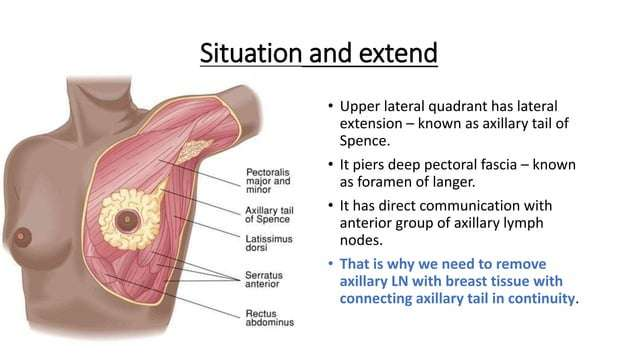 Situation and extend
Pectoralis
major and
minor
Axillary tail
of Spence
Latissimus
dorsi
Serratus
anterior
Rectus
abdominus
• Upper lateral quadrant has lateral
extension – known as axillary tail of
Spence.
• It piers deep pectoral fascia – known
as foramen of langer.
• It has direct communication with
anterior group of axillary lymph
nodes.
• That is why we need to remove
axillary LN with breast tissue with
connecting axillary tail in continuity.